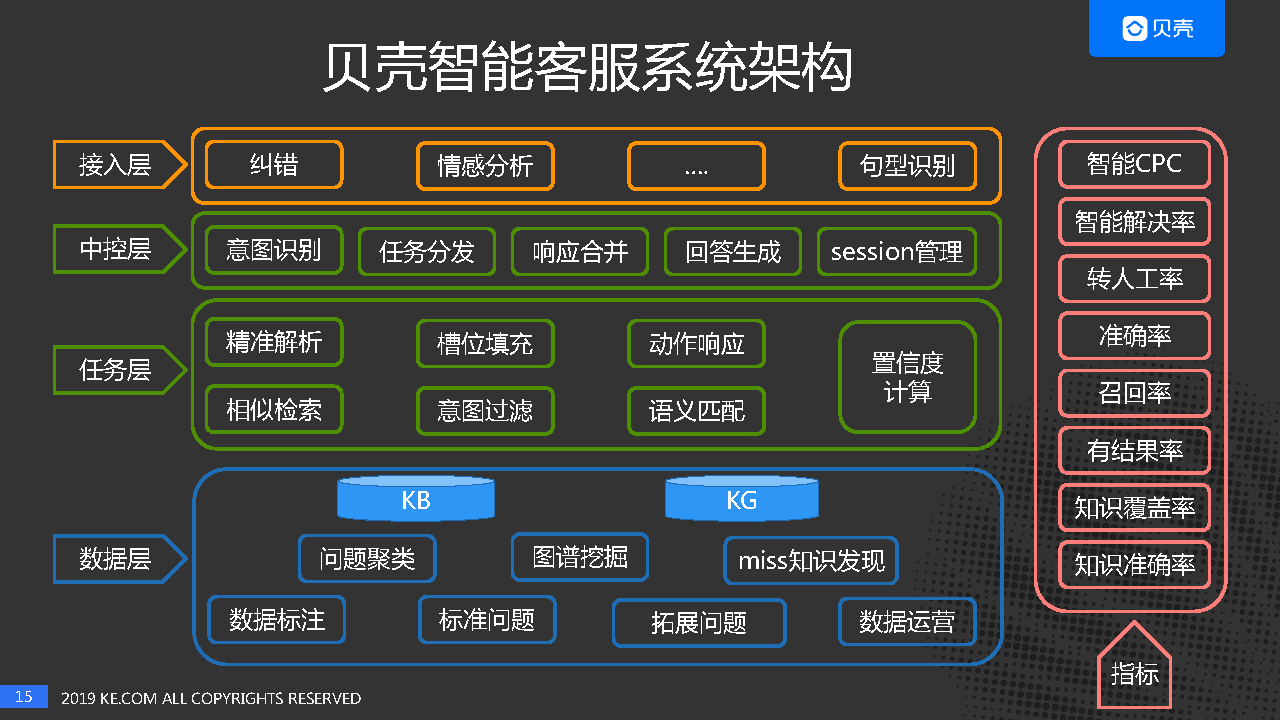 贝壳
贝壳智能客服系统架构
接入层
纠错
情感分析
....
句型识别
中控层
意图识别
任务分发
响应合并
回答生成
session管理
任务层
精准解析
槽位填充
动作响应
置信度
计算
相似检索
意图过滤
语义匹配
数据层
KB
KG
问题聚类
图谱挖掘
miss知识发现
数据标注
标准问题
拓展问题
数据运营
智能CPC
智能解决率
转人工率
准确率
召回率
有结果率
知识覆盖率
知识准确率
指标
15
2019 KE.COM ALL COPYRIGHTS RESERVED